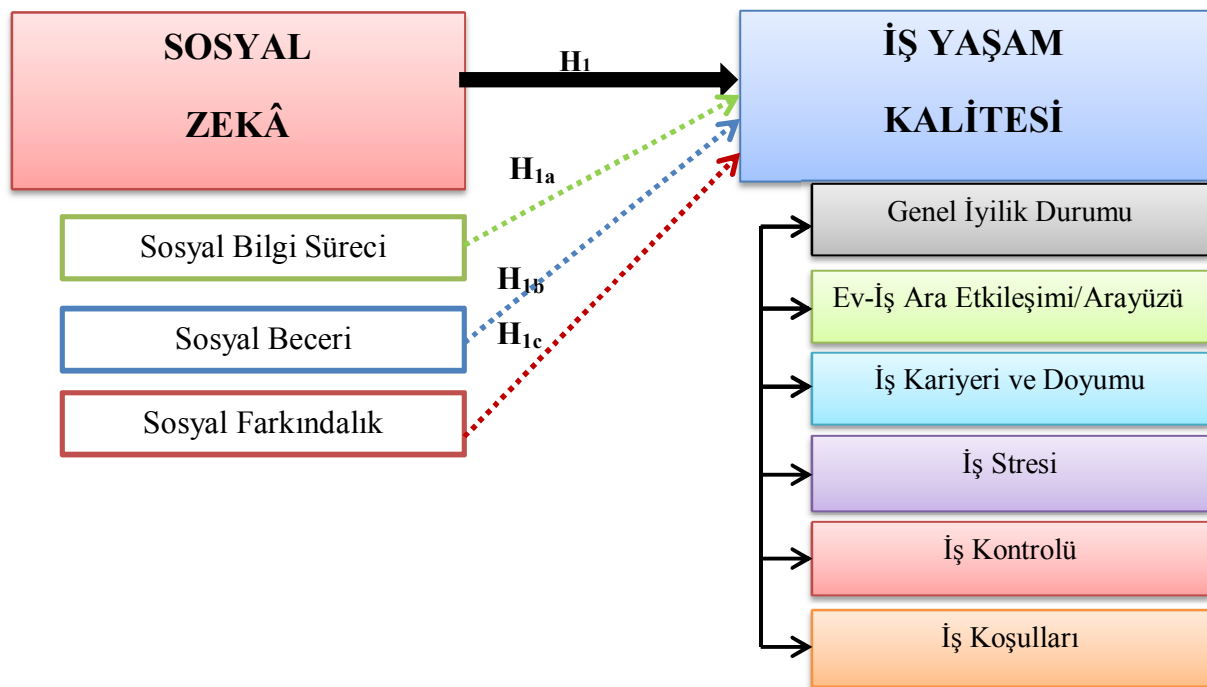 SOSYAL
ZEKÂ
H1
İŞ YAŞAM
KALİTESİ
H1a
Sosyal Bilgi Süreci
H1b
Sosyal Beceri
H1c
Sosyal Farkındalık
Genel İyilik Durumu
Ev-İş Ara Etkileşimi/Arayüzü
İş Kariyeri ve Doyumu
İş Stresi
İş Kontrolü
İş Koşulları